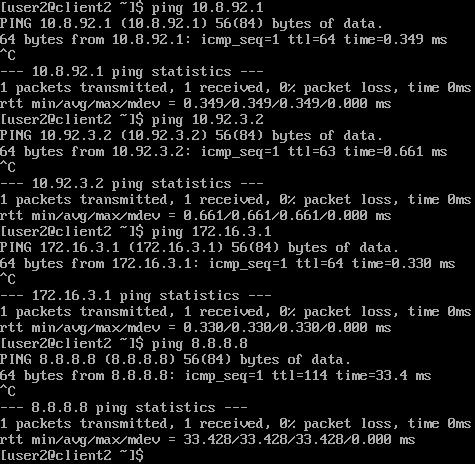 [user2@client2 ~]$ ping 10.8.92.1
PING 10.8.92.1 (10.8.92.1) 56(84) bytes of data.
64 bytes from 10.8.92.1: icmp_seq=1 ttl=64 time=0.349 ms
^C
--- 10.8.92.1 ping statistics ---
1 packets transmitted, 1 received, 0% packet loss, time 0ms
rtt min/avg/max/mdev = 0.349/0.349/0.349/0.000 ms
[user2@client2 ~]$ ping 10.92.3.2
PING 10.92.3.2 (10.92.3.2) 56(84) bytes of data.
64 bytes from 10.92.3.2: icmp_seq=1 ttl=63 time=0.661 ms
^C
--- 10.92.3.2 ping statistics ---
1 packets transmitted, 1 received, 0% packet loss, time 0ms
rtt min/avg/max/mdev = 0.661/0.661/0.661/0.000 ms
[user2@client2 ~]$ ping 172.16.3.1
PING 172.16.3.1 (172.16.3.1) 56(84) bytes of data.
64 bytes from 172.16.3.1: icmp_seq=1 ttl=64 time=0.330 ms
^C
--- 172.16.3.1 ping statistics ---
1 packets transmitted, 1 received, 0% packet loss, time 0ms
rtt min/avg/max/mdev = 0.330/0.330/0.330/0.000 ms
[user2@client2 ~]$ ping 8.8.8.8
PING 8.8.8.8 (8.8.8.8) 56(84) bytes of data.
64 bytes from 8.8.8.8: icmp_seq=1 ttl=114 time=33.4 ms
^C
--- 8.8.8.8 ping statistics ---
1 packets transmitted, 1 received, 0% packet loss, time 0ms
rtt min/avg/max/mdev = 33.428/33.428/33.428/0.000 ms
[user2@client2 ~]$